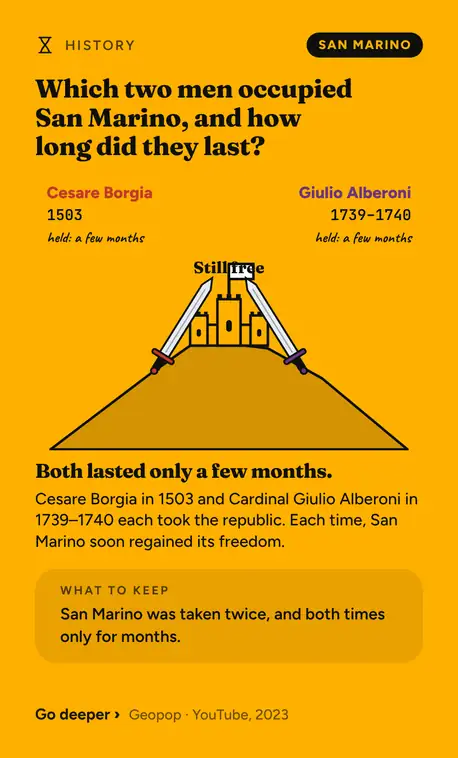 HISTORY
SAN MARINO
Which two men occupied
San Marino, and how
long did they last?
Cesare Borgia
1503
held: a few months
Giulio Alberoni
1739–1740
held: a few months
Still free
Both lasted only a few months.
Cesare Borgia in 1503 and Cardinal Giulio Alberoni in
1739–1740 each took the republic. Each time, San
Marino soon regained its freedom.
WHAT TO KEEP
San Marino was taken twice, and both times
only for months.
Go deeper › Geopop · YouTube, 2023